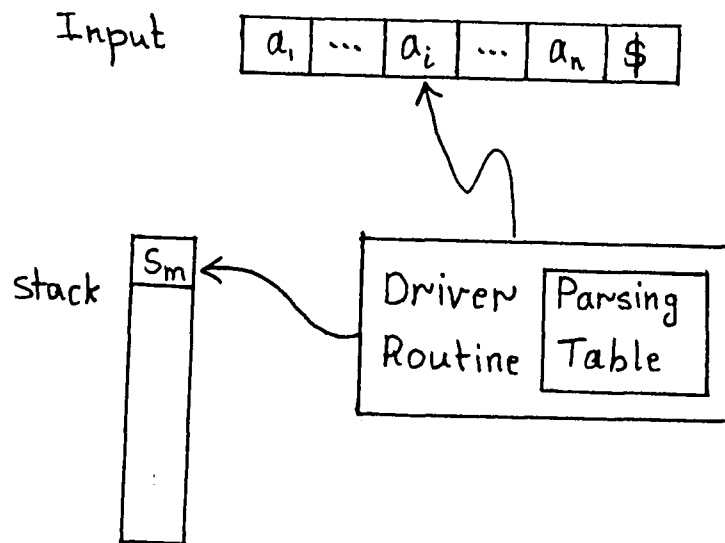 Input a₁ ... aᵢ ... aₙ $
Stack Sₘ
Driver Parsing
Routine Table